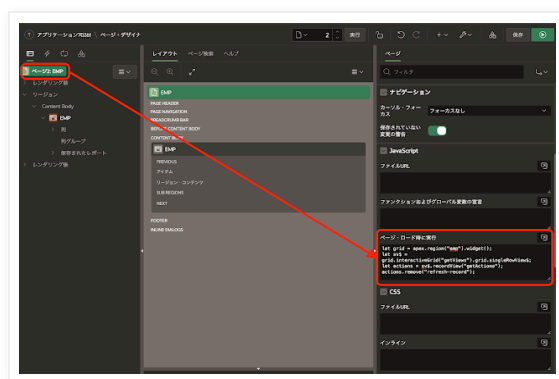 アプリケーション
ページ・デザイナ
2
実行
保存
ページ2: EMP
レンダリング前
リージョン
Content Body
EMP
列
列グループ
保存されたレポート
レンダリング後
レイアウト ページ検索 ヘルプ
EMP
PAGE HEADER
PAGE NAVIGATION
BREADCRUMB BAR
BEFORE CONTENT BODY
CONTENT BODY
EMP
PREVIOUS
アイテム
リージョン・コンテンツ
SUB REGIONS
NEXT
FOOTER
INLINE DIALOGS
ページ
フィルタ
ナビゲーション
カーソル・フォー
カス
フォーカスなし
保存されていない
変更の警告
JavaScript
ファイルURL
ファンクションおよびグローバル変数の宣言
ページ・ロード時に実行
let grid = apex.region("emp").widget();
let sv$ =
grid.interactiveGrid("getViews").grid.singleRowView$;
let actions = sv$.recordView("getActions");
actions.remove("refresh-record");
CSS
ファイルURL
インライン